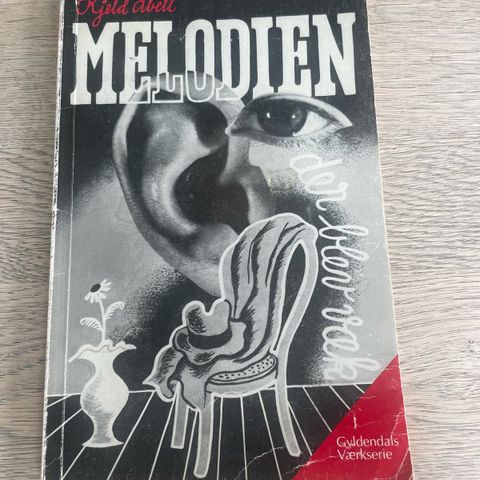 Kjeld Abell
MELODIEN
der blev væk
Gyldendals
Værkserie